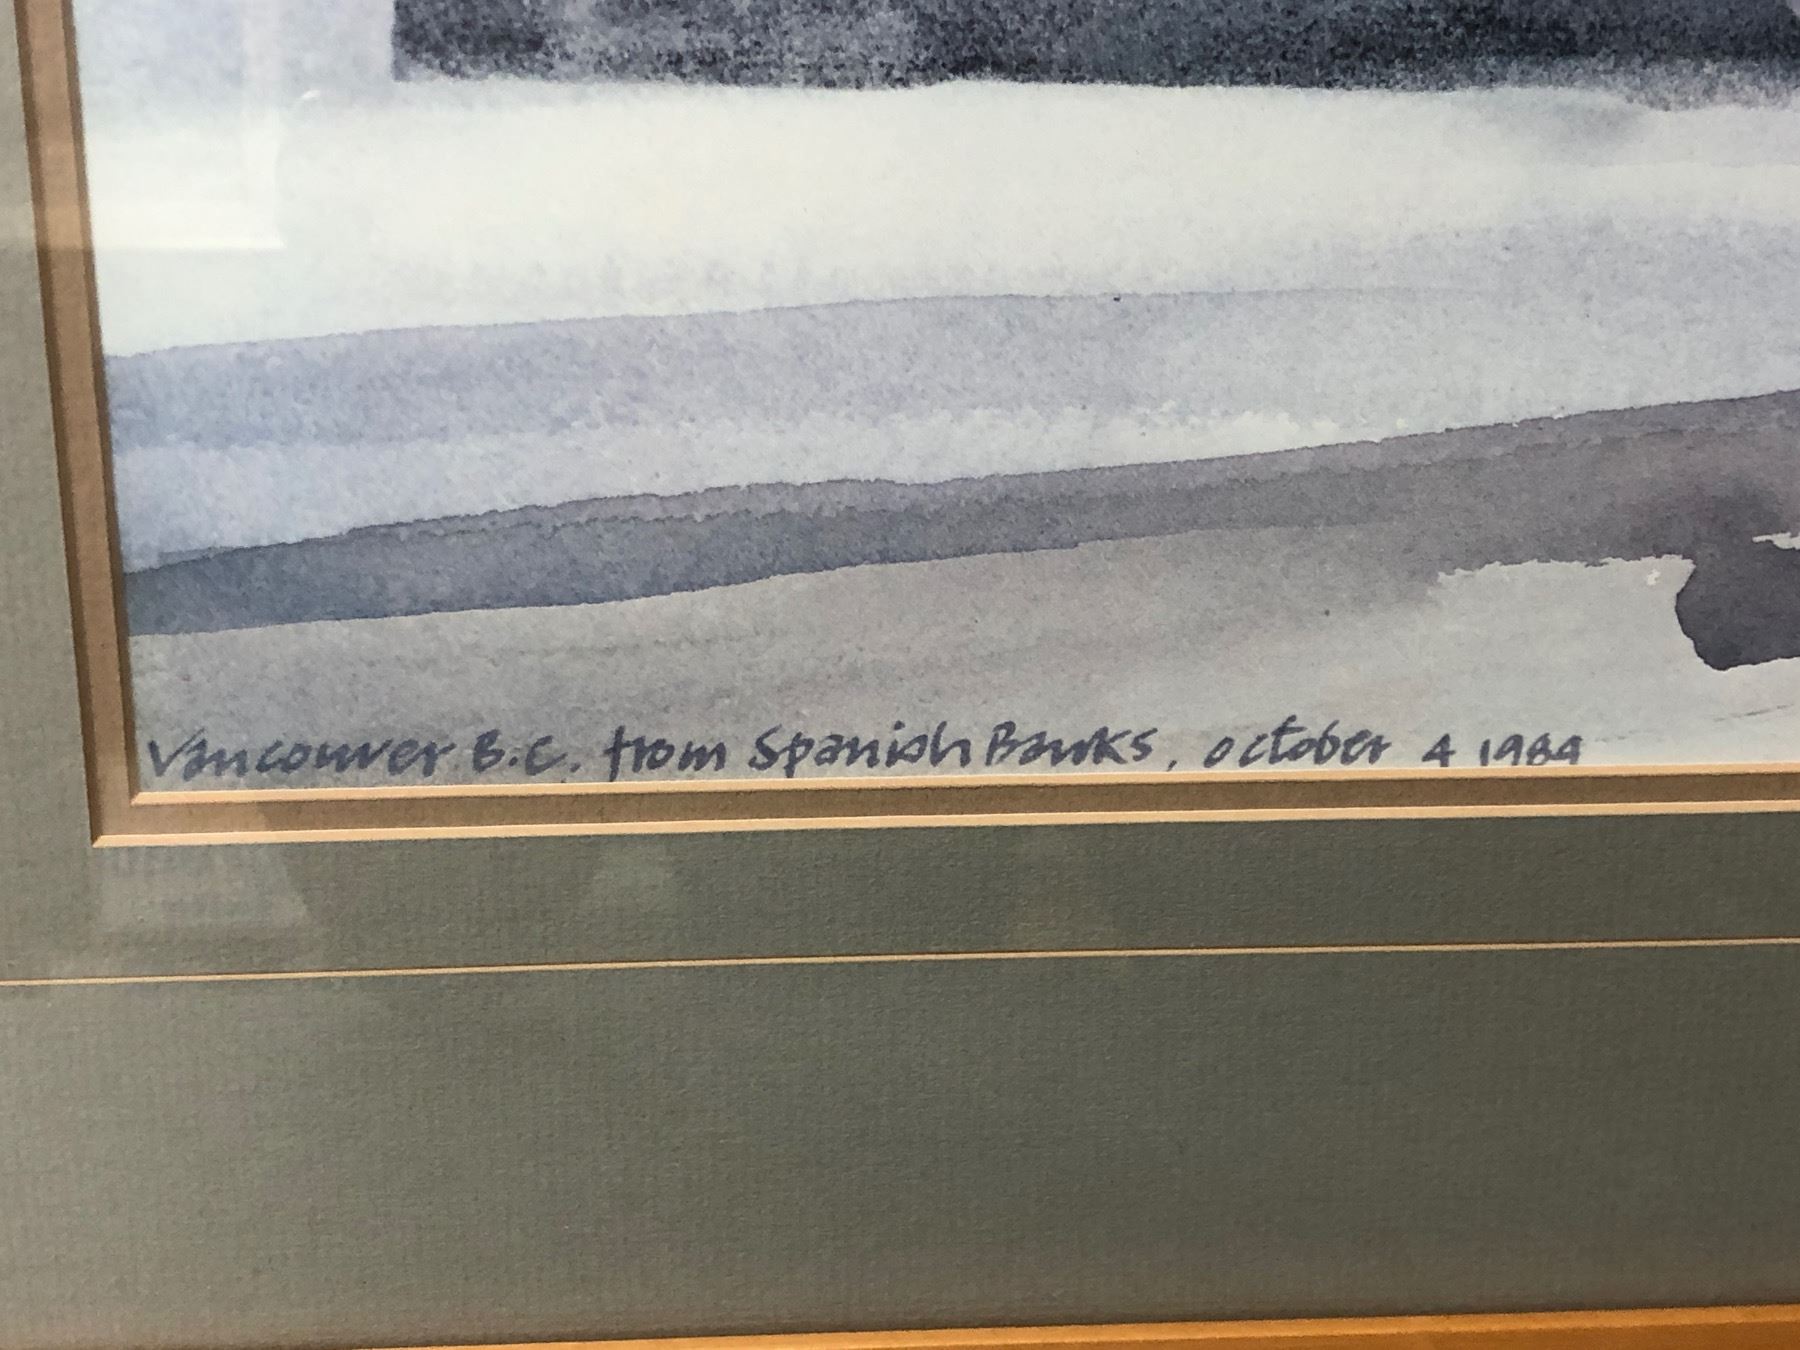 Vancouver B.C. from Spanish Banks, october 4 1984